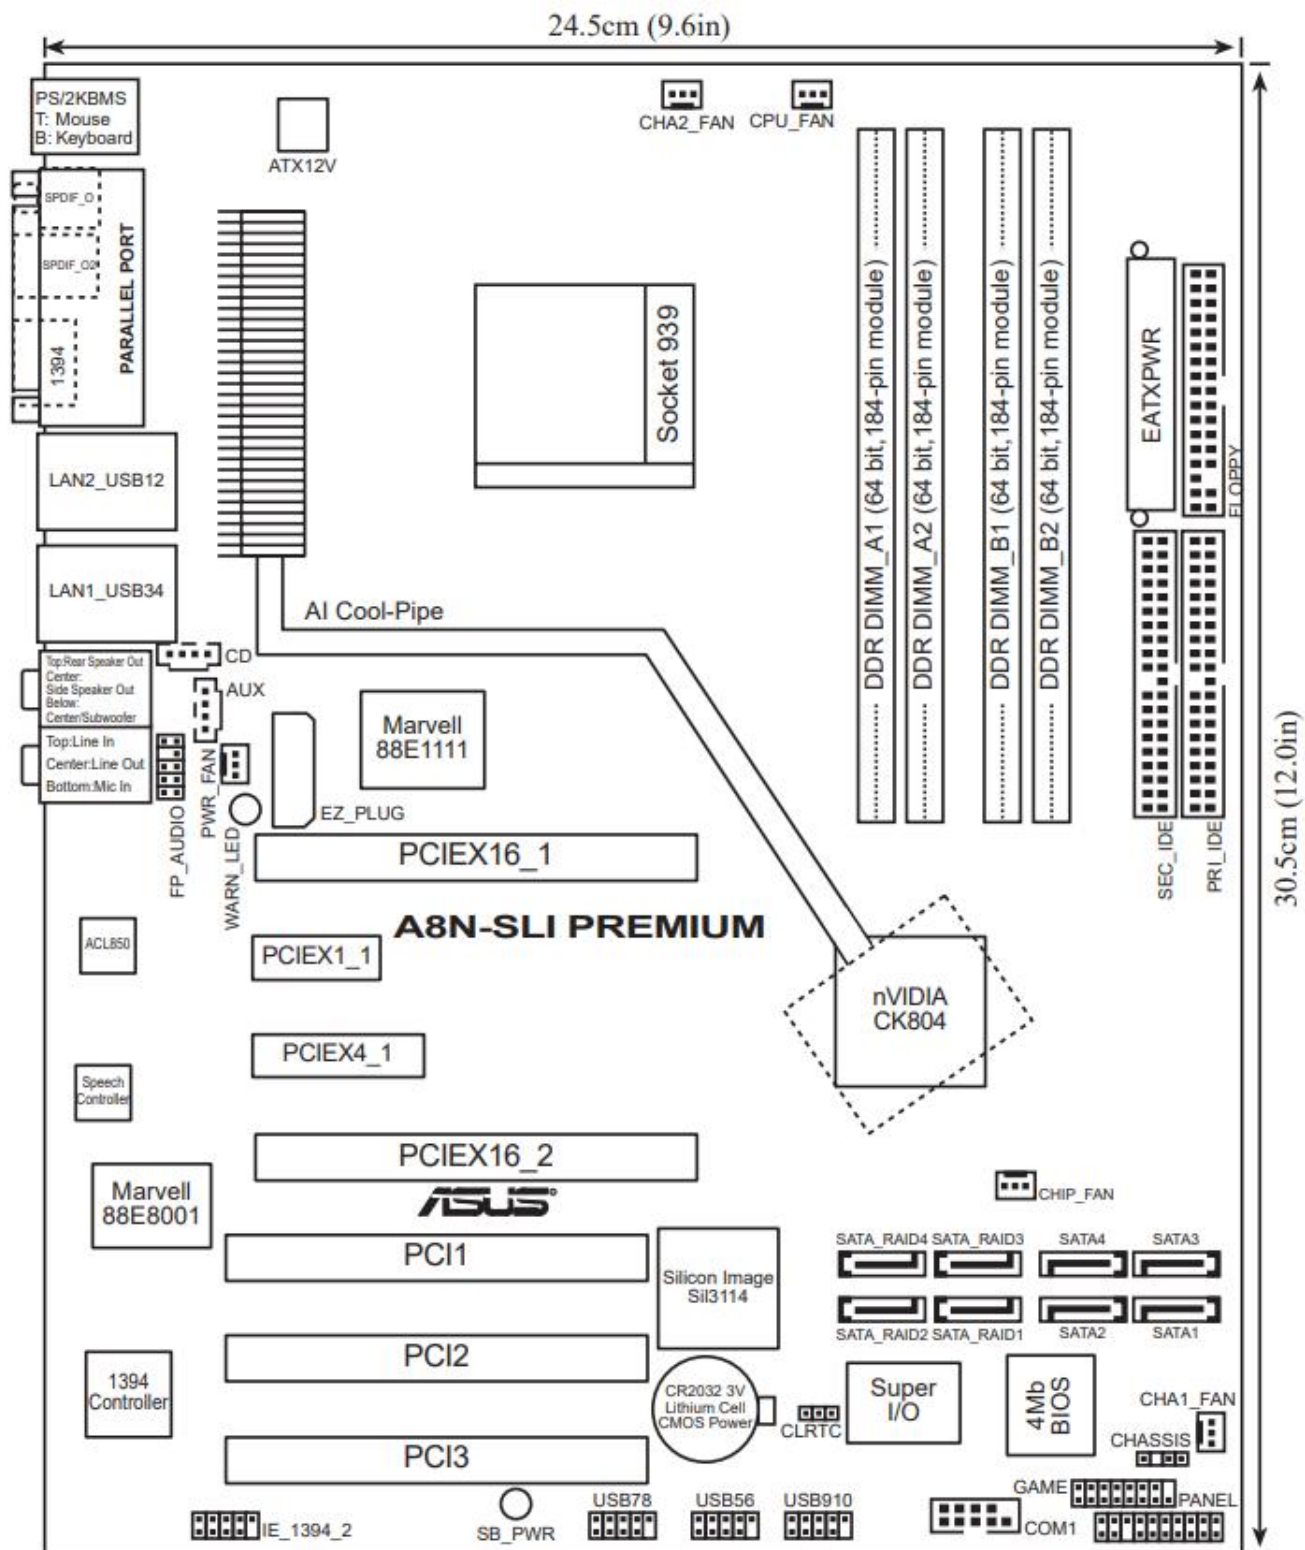 24.5cm (9.6in)
PS/2KBMS
T: Mouse
B: Keyboard
ATX12V
CHA2_FAN
CPU_FAN
SPDIF_O
SPDIF_O2
1394
PARALLEL PORT
Socket 939
DDR DIMM_A1 (64 bit,184-pin module)
DDR DIMM_A2 (64 bit,184-pin module)
DDR DIMM_B1 (64 bit,184-pin module)
DDR DIMM_B2 (64 bit,184-pin module)
EATXPWR
FLOPPY
LAN2_USB12
LAN1_USB34
AI Cool-Pipe
CD
AUX
Top:Rear Speaker Out
Center:
Side Speaker Out
Below:
Center/Subwoofer
Top:Line In
Center:Line Out
Bottom:Mic In
FP_AUDIO
PWR_FAN
WARN_LED
EZ_PLUG
Marvell
88E1111
SEC_IDE
PRI_IDE
30.5cm (12.0in)
PCIEX16_1
A8N-SLI PREMIUM
ACL850
PCIEX1_1
nVIDIA
CK804
PCIEX4_1
Speech
Controller
PCIEX16_2
ASUS®
Marvell
88E8001
CHIP_FAN
PCI1
Silicon Image
SiI3114
SATA_RAID4
SATA_RAID3
SATA4
SATA3
SATA_RAID2
SATA_RAID1
SATA2
SATA1
PCI2
1394
Controller
CR2032 3V
Lithium Cell
CMOS Power
CLRTC
Super
I/O
4Mb
BIOS
CHA1_FAN
CHASSIS
PCI3
GAME
PANEL
IE_1394_2
SB_PWR
USB78
USB56
USB910
COM1